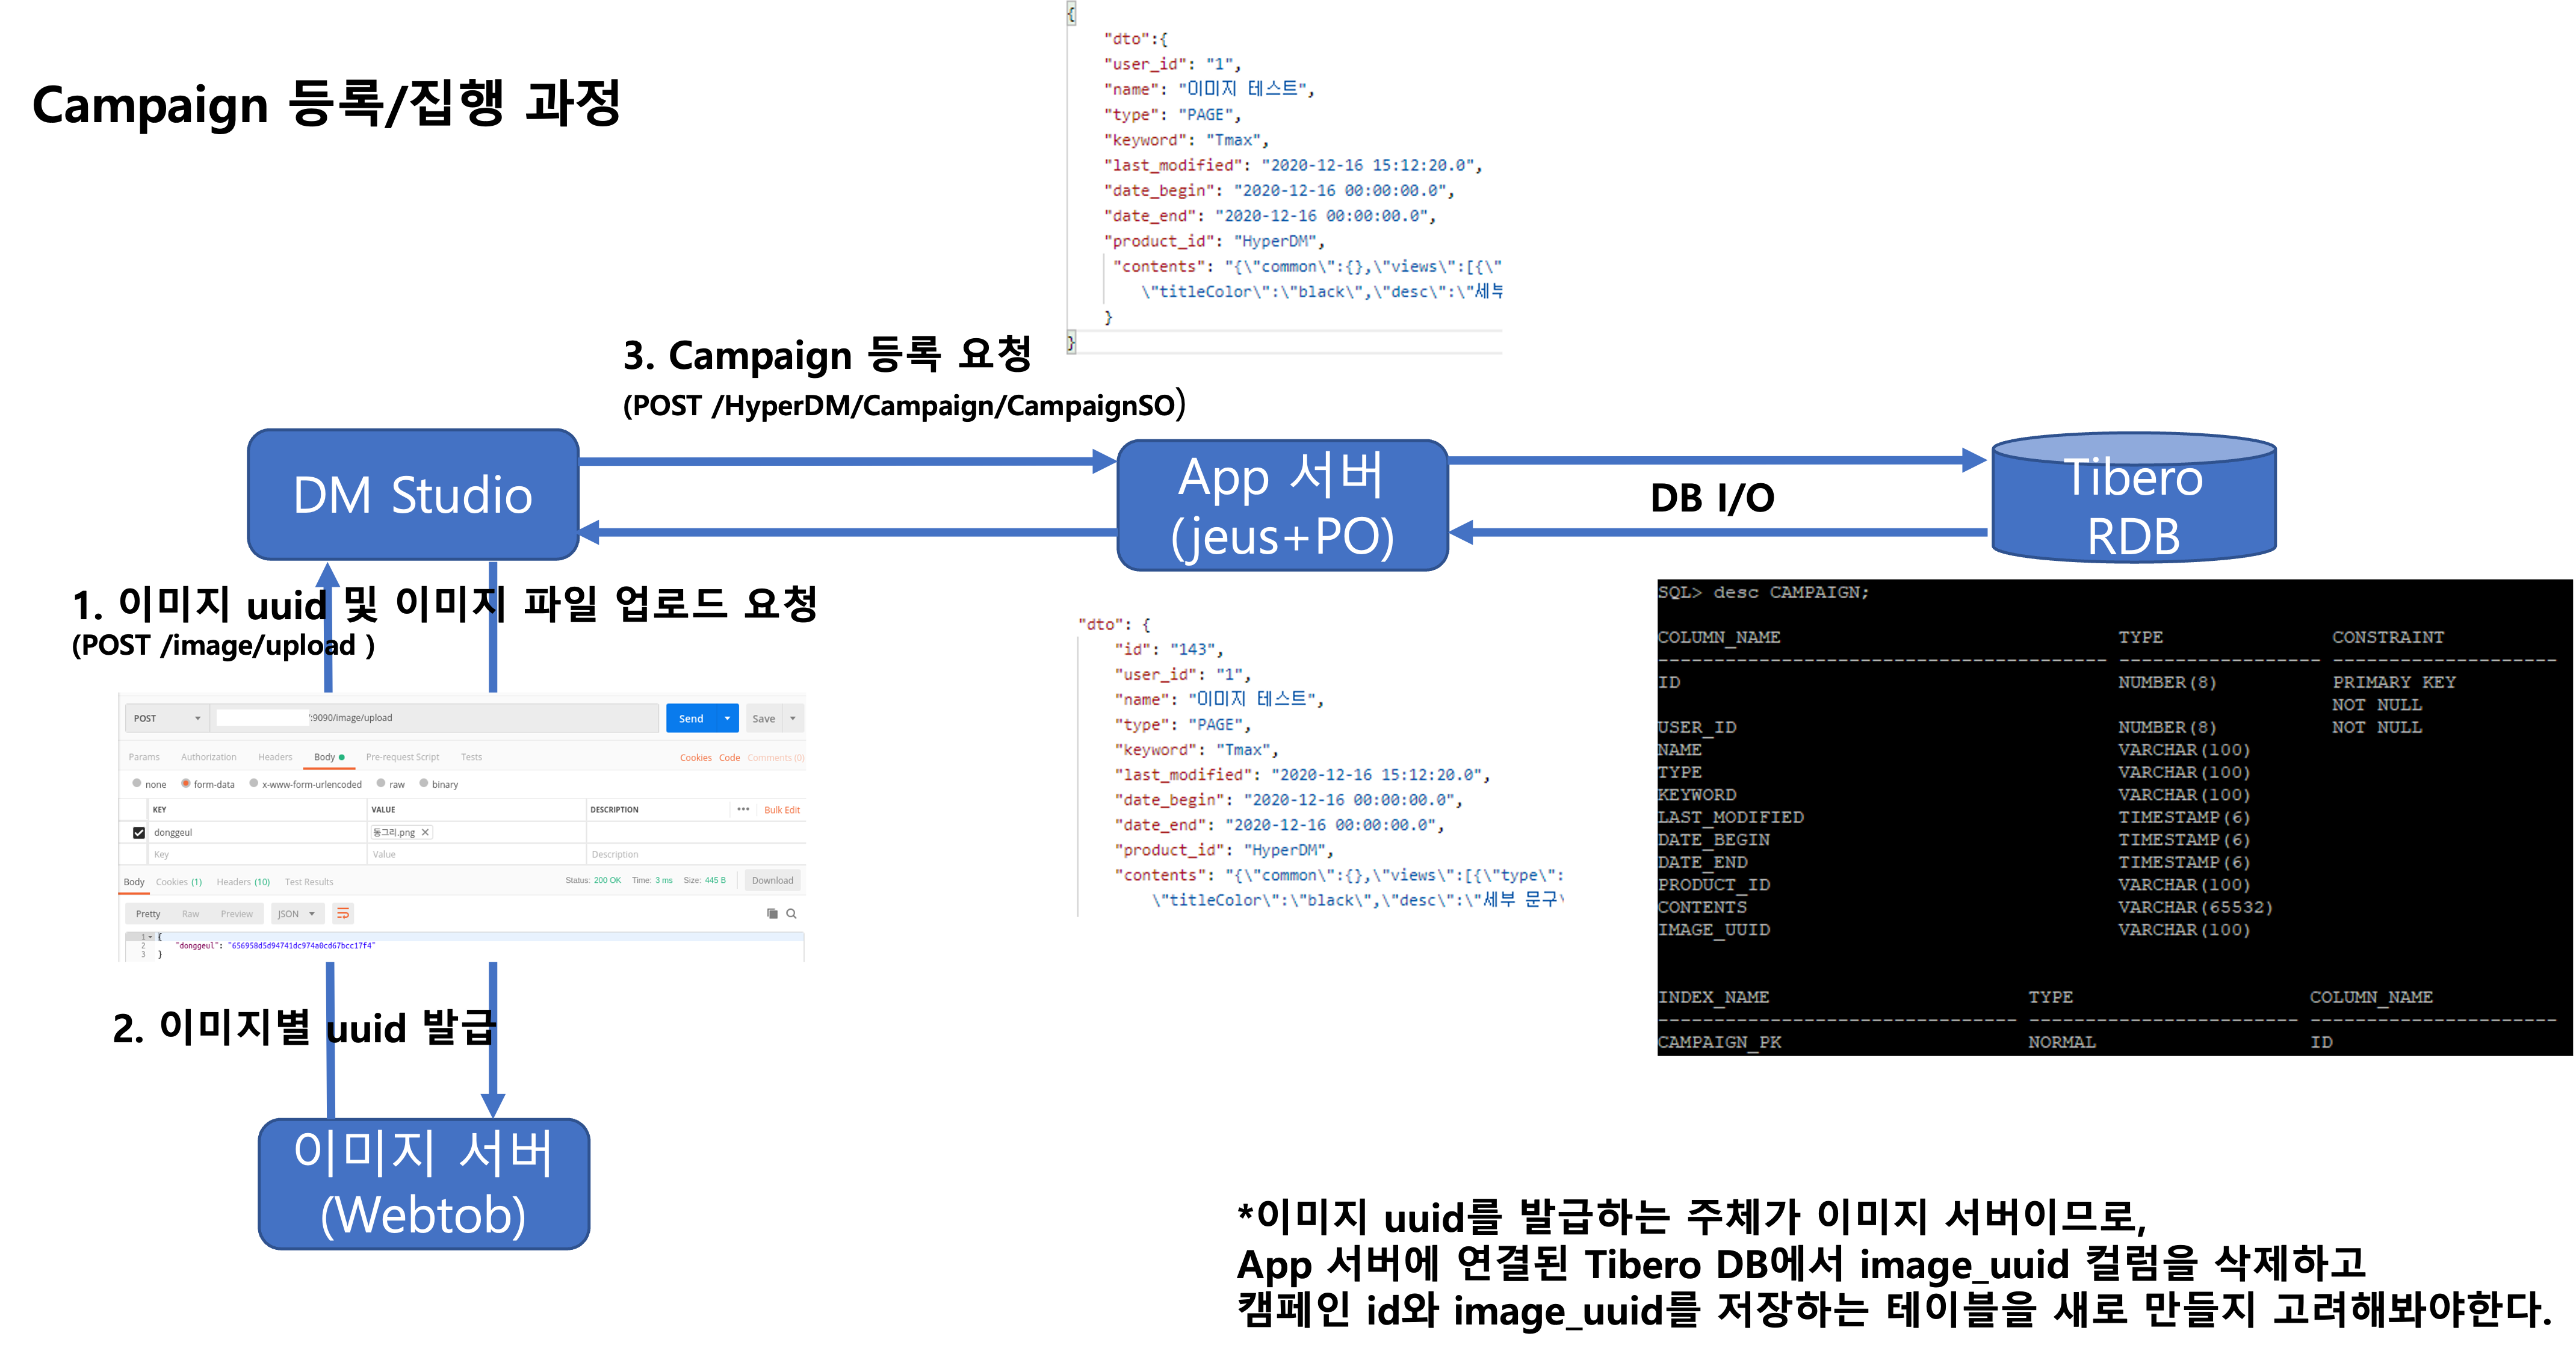 Campaign 등록/집행 과정
{
"dto":{
"user_id": "1",
"name": "이미지 테스트",
"type": "PAGE",
"keyword": "Tmax",
"last_modified": "2020-12-16 15:12:20.0",
"date_begin": "2020-12-16 00:00:00.0",
"date_end": "2020-12-16 00:00:00.0",
"product_id": "HyperDM",
"contents": "{\"common\":{},\"views\":[{\"
\"titleColor\":\"black\",\"desc\":\"세부
}
}
3. Campaign 등록 요청
(POST /HyperDM/Campaign/CampaignSO)
DM Studio
App 서버
(jeus+PO)
DB I/O
Tibero
RDB
1. 이미지 uuid 및 이미지 파일 업로드 요청
(POST /image/upload )
POST :9090/image/upload Send Save
Params Authorization Headers Body Pre-request Script Tests Cookies Code Comments (0)
none form-data x-www-form-urlencoded raw binary
KEY VALUE DESCRIPTION ••• Bulk Edit
donggeul 동그리.png ✕
Key Value Description
Body Cookies (1) Headers (10) Test Results Status: 200 OK Time: 3 ms Size: 445 B Download
Pretty Raw Preview JSON
1 {
2 "donggeul": "656958d5d94741dc974a0cd67bcc17f4"
3 }
2. 이미지별 uuid 발급
이미지 서버
(Webtob)
"dto": {
"id": "143",
"user_id": "1",
"name": "이미지 테스트",
"type": "PAGE",
"keyword": "Tmax",
"last_modified": "2020-12-16 15:12:20.0",
"date_begin": "2020-12-16 00:00:00.0",
"date_end": "2020-12-16 00:00:00.0",
"product_id": "HyperDM",
"contents": "{\"common\":{},\"views\":[{\"type\":
\"titleColor\":\"black\",\"desc\":\"세부 문구\
SQL> desc CAMPAIGN;
COLUMN_NAME TYPE CONSTRAINT
ID NUMBER(8) PRIMARY KEY
NOT NULL
USER_ID NUMBER(8) NOT NULL
NAME VARCHAR(100)
TYPE VARCHAR(100)
KEYWORD VARCHAR(100)
LAST_MODIFIED TIMESTAMP(6)
DATE_BEGIN TIMESTAMP(6)
DATE_END TIMESTAMP(6)
PRODUCT_ID VARCHAR(100)
CONTENTS VARCHAR(65532)
IMAGE_UUID VARCHAR(100)
INDEX_NAME TYPE COLUMN_NAME
CAMPAIGN_PK NORMAL ID
*이미지 uuid를 발급하는 주체가 이미지 서버이므로,
App 서버에 연결된 Tibero DB에서 image_uuid 컬럼을 삭제하고
캠페인 id와 image_uuid를 저장하는 테이블을 새로 만들지 고려해봐야한다.